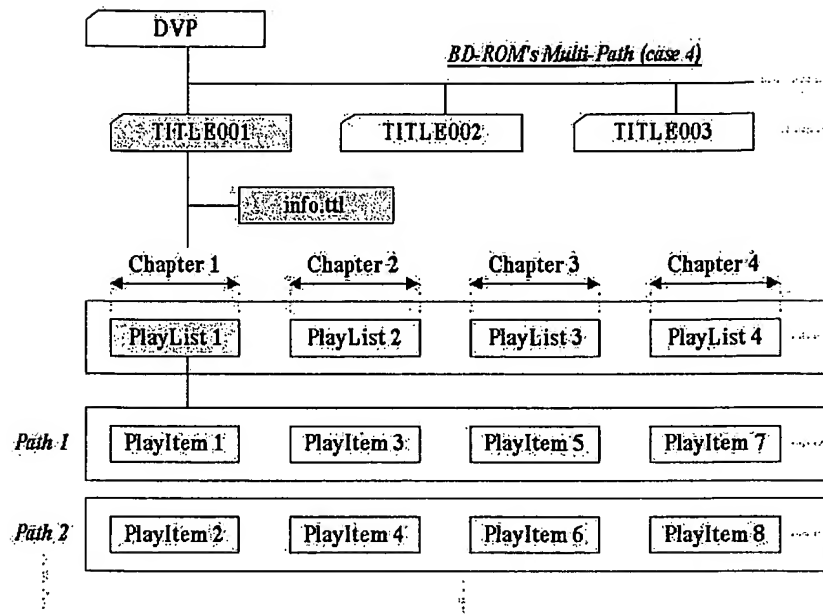 DVP
BD-ROM's Multi-Path (case 4)
TITLE001 TITLE002 TITLE003
info.ttl
Chapter 1 Chapter 2 Chapter 3 Chapter 4
PlayList 1 PlayList 2 PlayList 3 PlayList 4
Path 1 PlayItem 1 PlayItem 3 PlayItem 5 PlayItem 7
Path 2 PlayItem 2 PlayItem 4 PlayItem 6 PlayItem 8